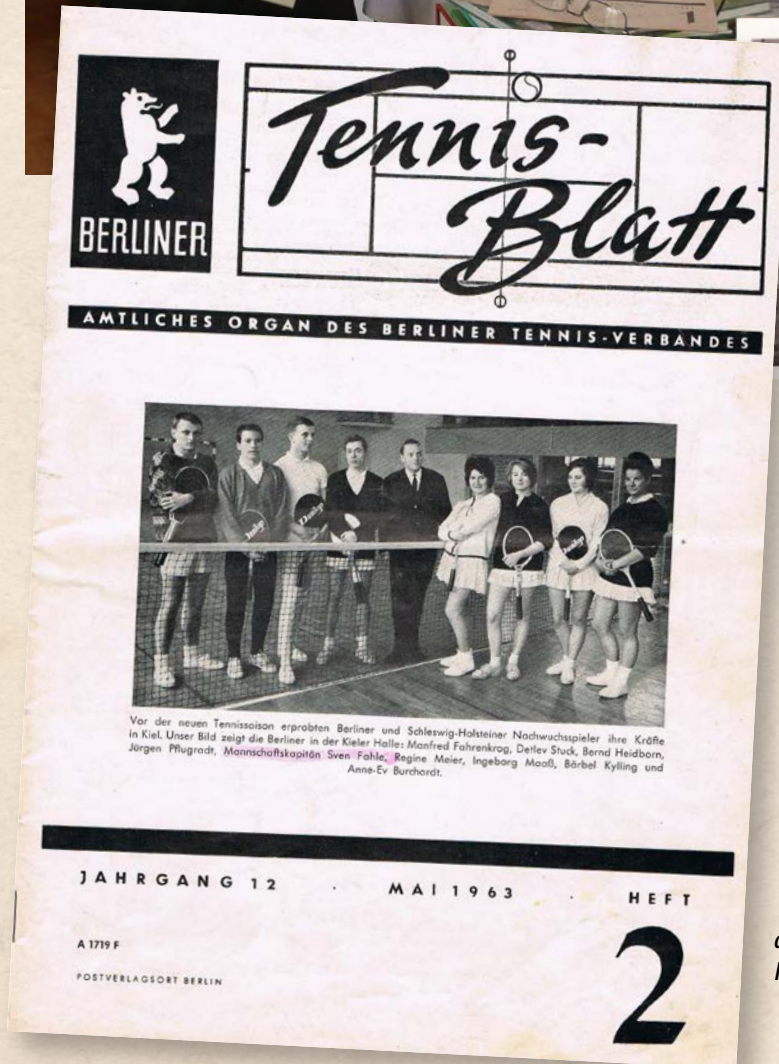 BERLINER
Tennis-
Blatt
AMTLICHES ORGAN DES BERLINER TENNIS-VERBANDES
Dunlop
Dunlop
Dunlop
Vor der neuen Tennissaison erprobten Berliner und Schleswig-Holsteiner Nachwuchsspieler ihre Kräfte
in Kiel. Unser Bild zeigt die Berliner in der Kieler Halle: Manfred Fahrenkrog, Detlev Stuck, Bernd Heidborn,
Jürgen Pflugradt, Mannschaftskapitän Sven Fahle, Regine Meier, Ingeborg Maaß, Bärbel Kylling und
Anne-Ev Burchardt.
JAHRGANG 12 · MAI 1963 · HEFT
2
A 1719 F
POSTVERLAGSORT BERLIN